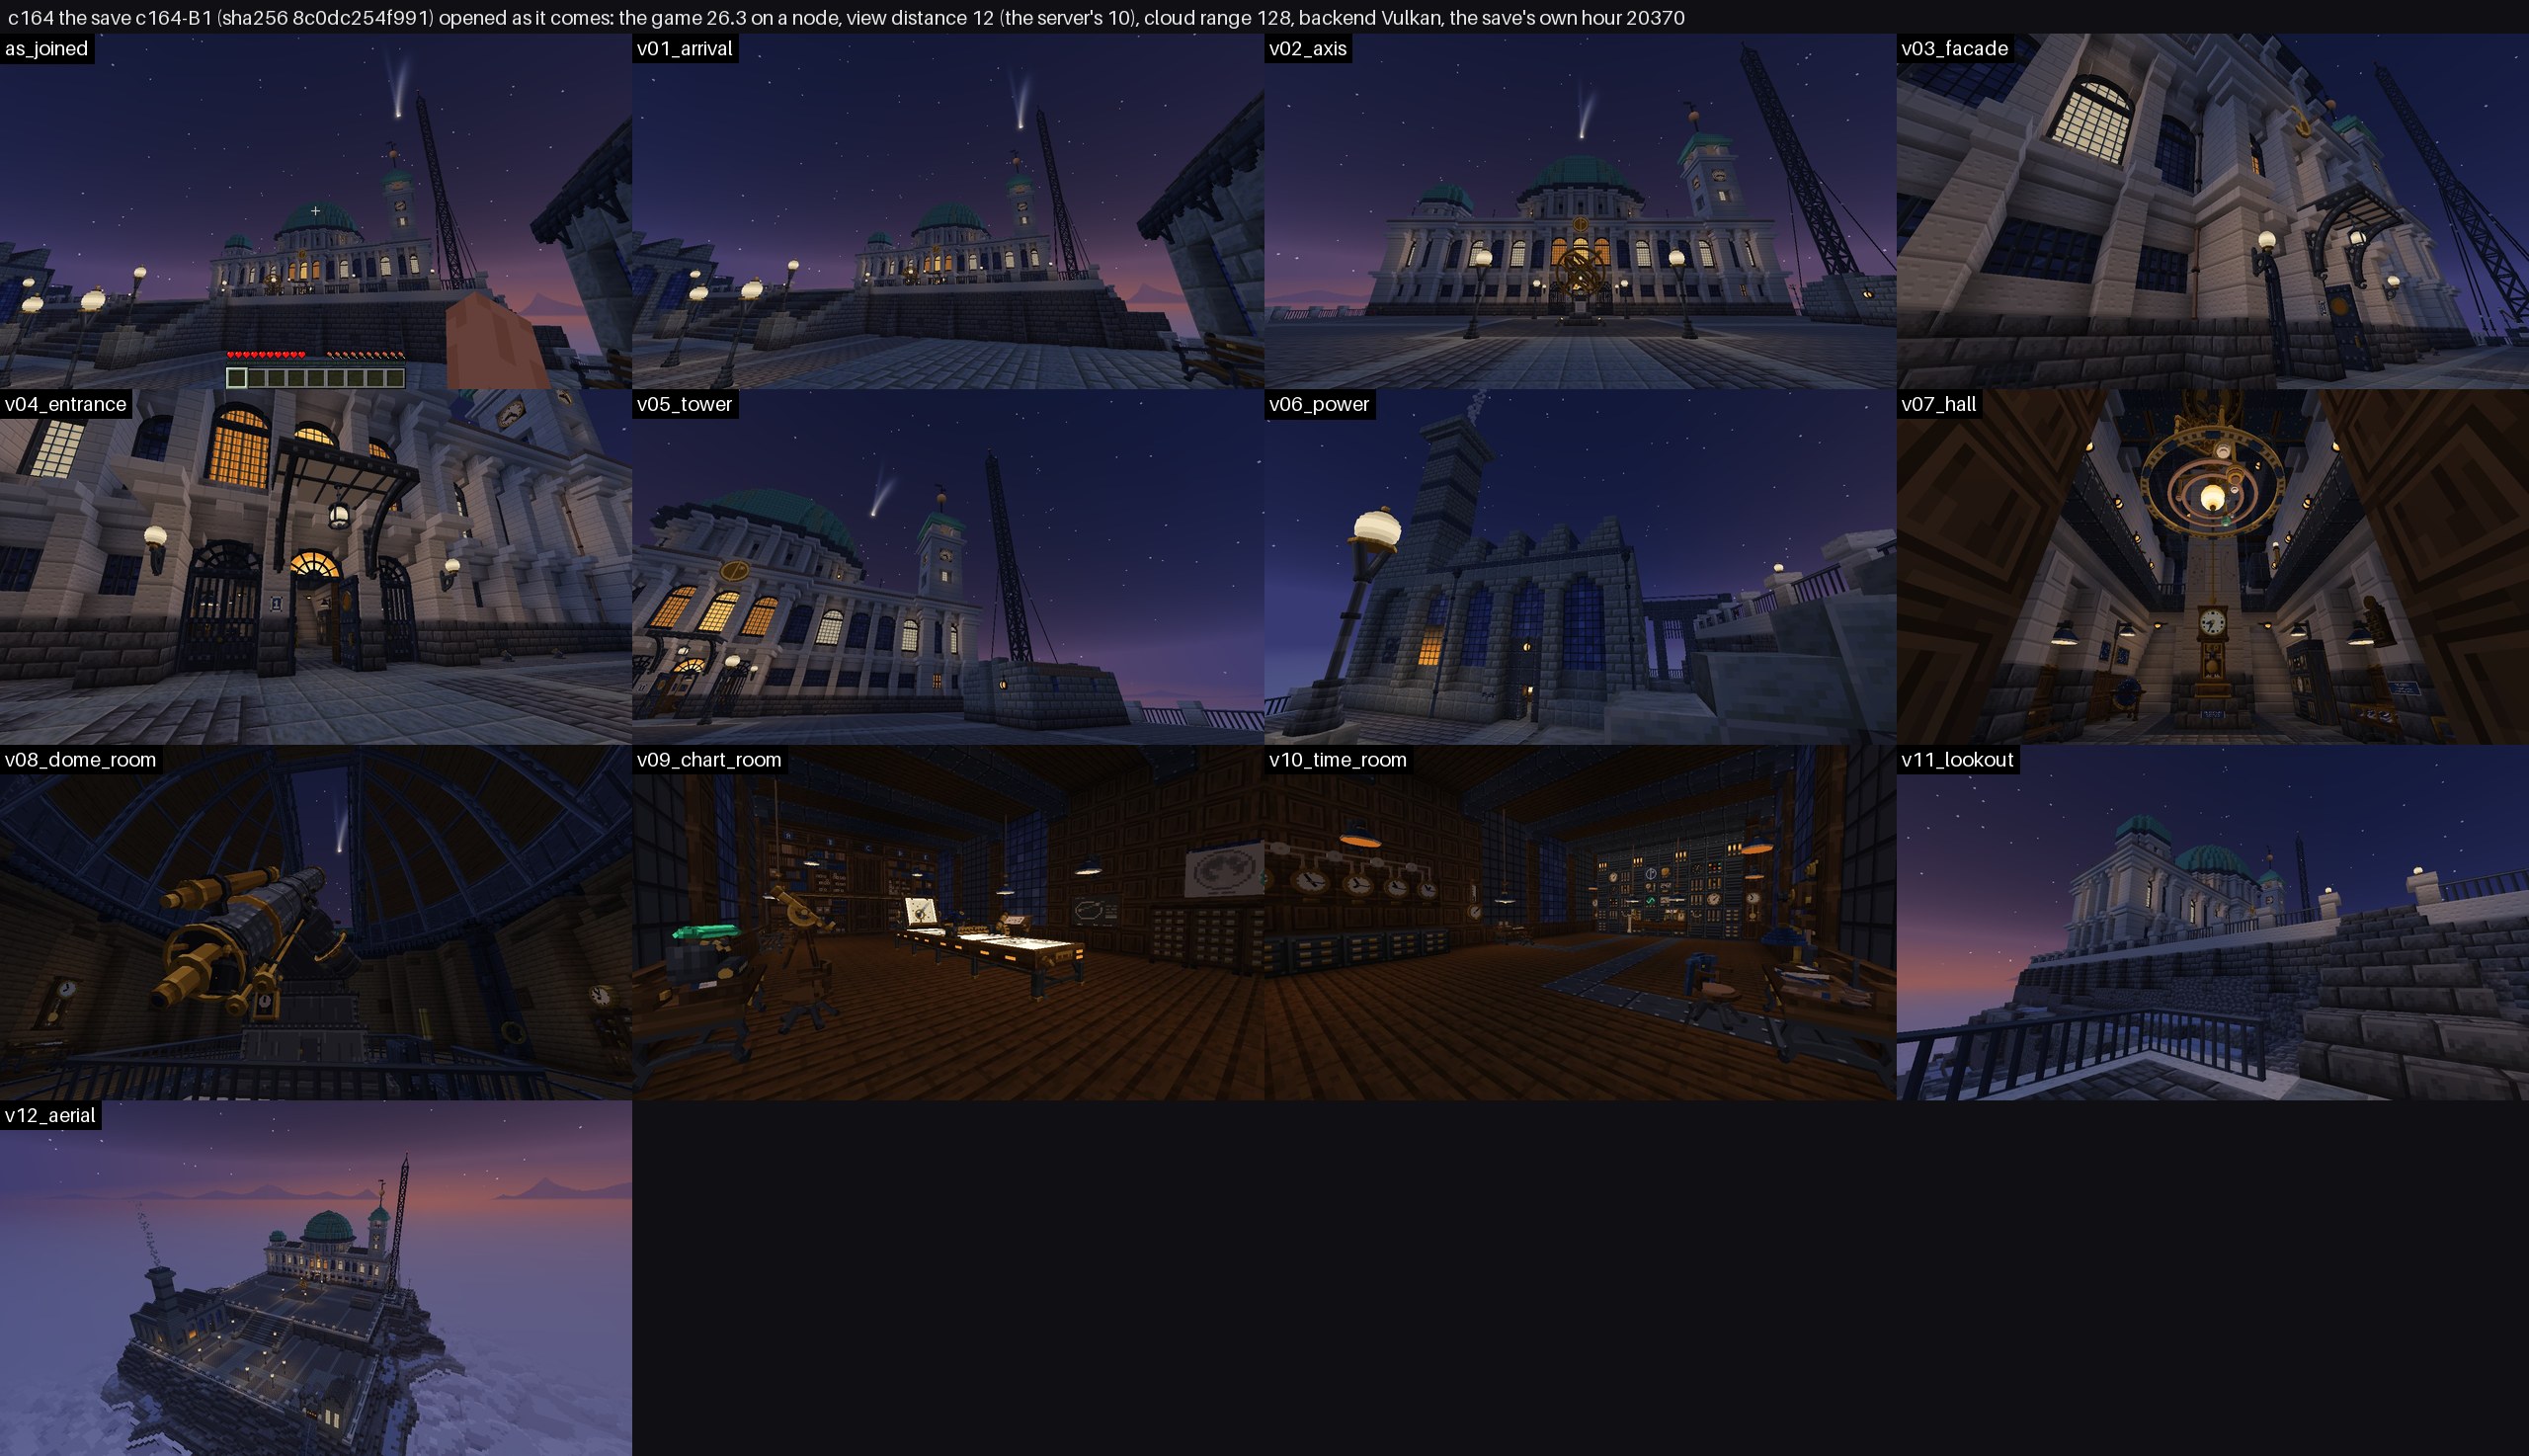 c164 the save c164-B1 (sha256 8c0dc254f991) opened as it comes: the game 26.3 on a node, view distance 12 (the server's 10), cloud range 128, backend Vulkan, the save's own hour 20370
as_joined
v01_arrival
v02_axis
v03_facade
v04_entrance
v05_tower
v06_power
v07_hall
v08_dome_room
v09_chart_room
v10_time_room
v11_lookout
v12_aerial